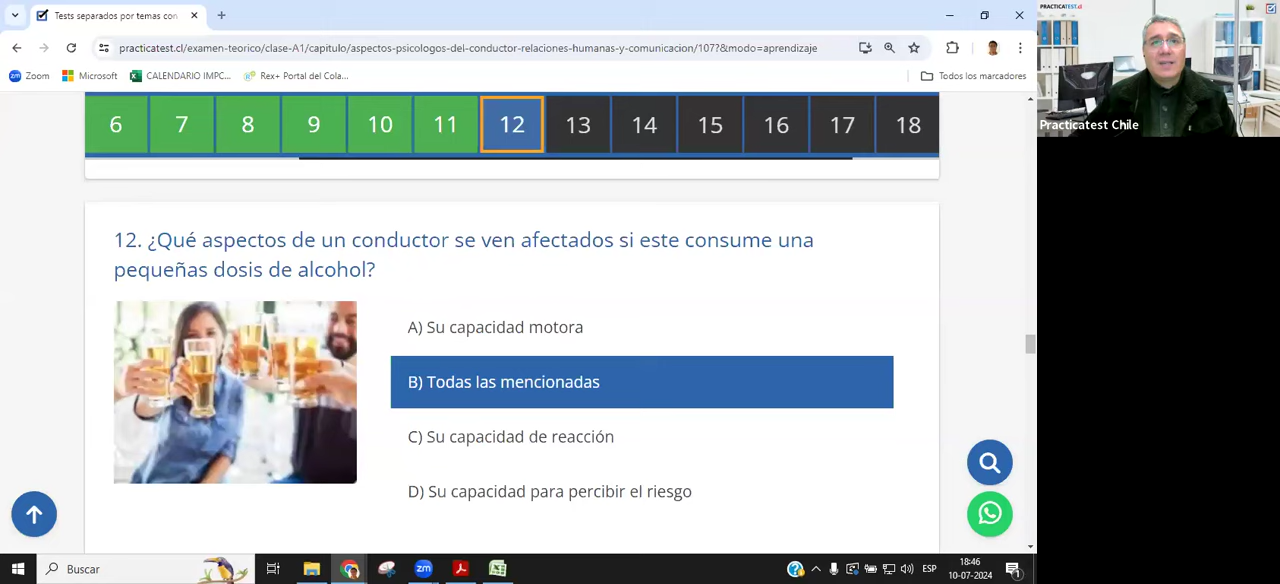 Tests separados por temas con
practicatest.cl/examen-teorico/clase-A1/capitulo/aspectos-psicologos-del-conductor-relaciones-humanas-y-comunicacion/107?&modo=aprendizaje
Zoom
Microsoft
CALENDARIO IMPC...
Rex+ Portal del Cola...
Todos los marcadores
PRACTICATEST.cl
Practicatest Chile
6 7 8 9 10 11 12 13 14 15 16 17 18
12. ¿Qué aspectos de un conductor se ven afectados si este consume una
pequeñas dosis de alcohol?
A) Su capacidad motora
B) Todas las mencionadas
C) Su capacidad de reacción
D) Su capacidad para percibir el riesgo
Buscar
ESP
18:46
10-07-2024